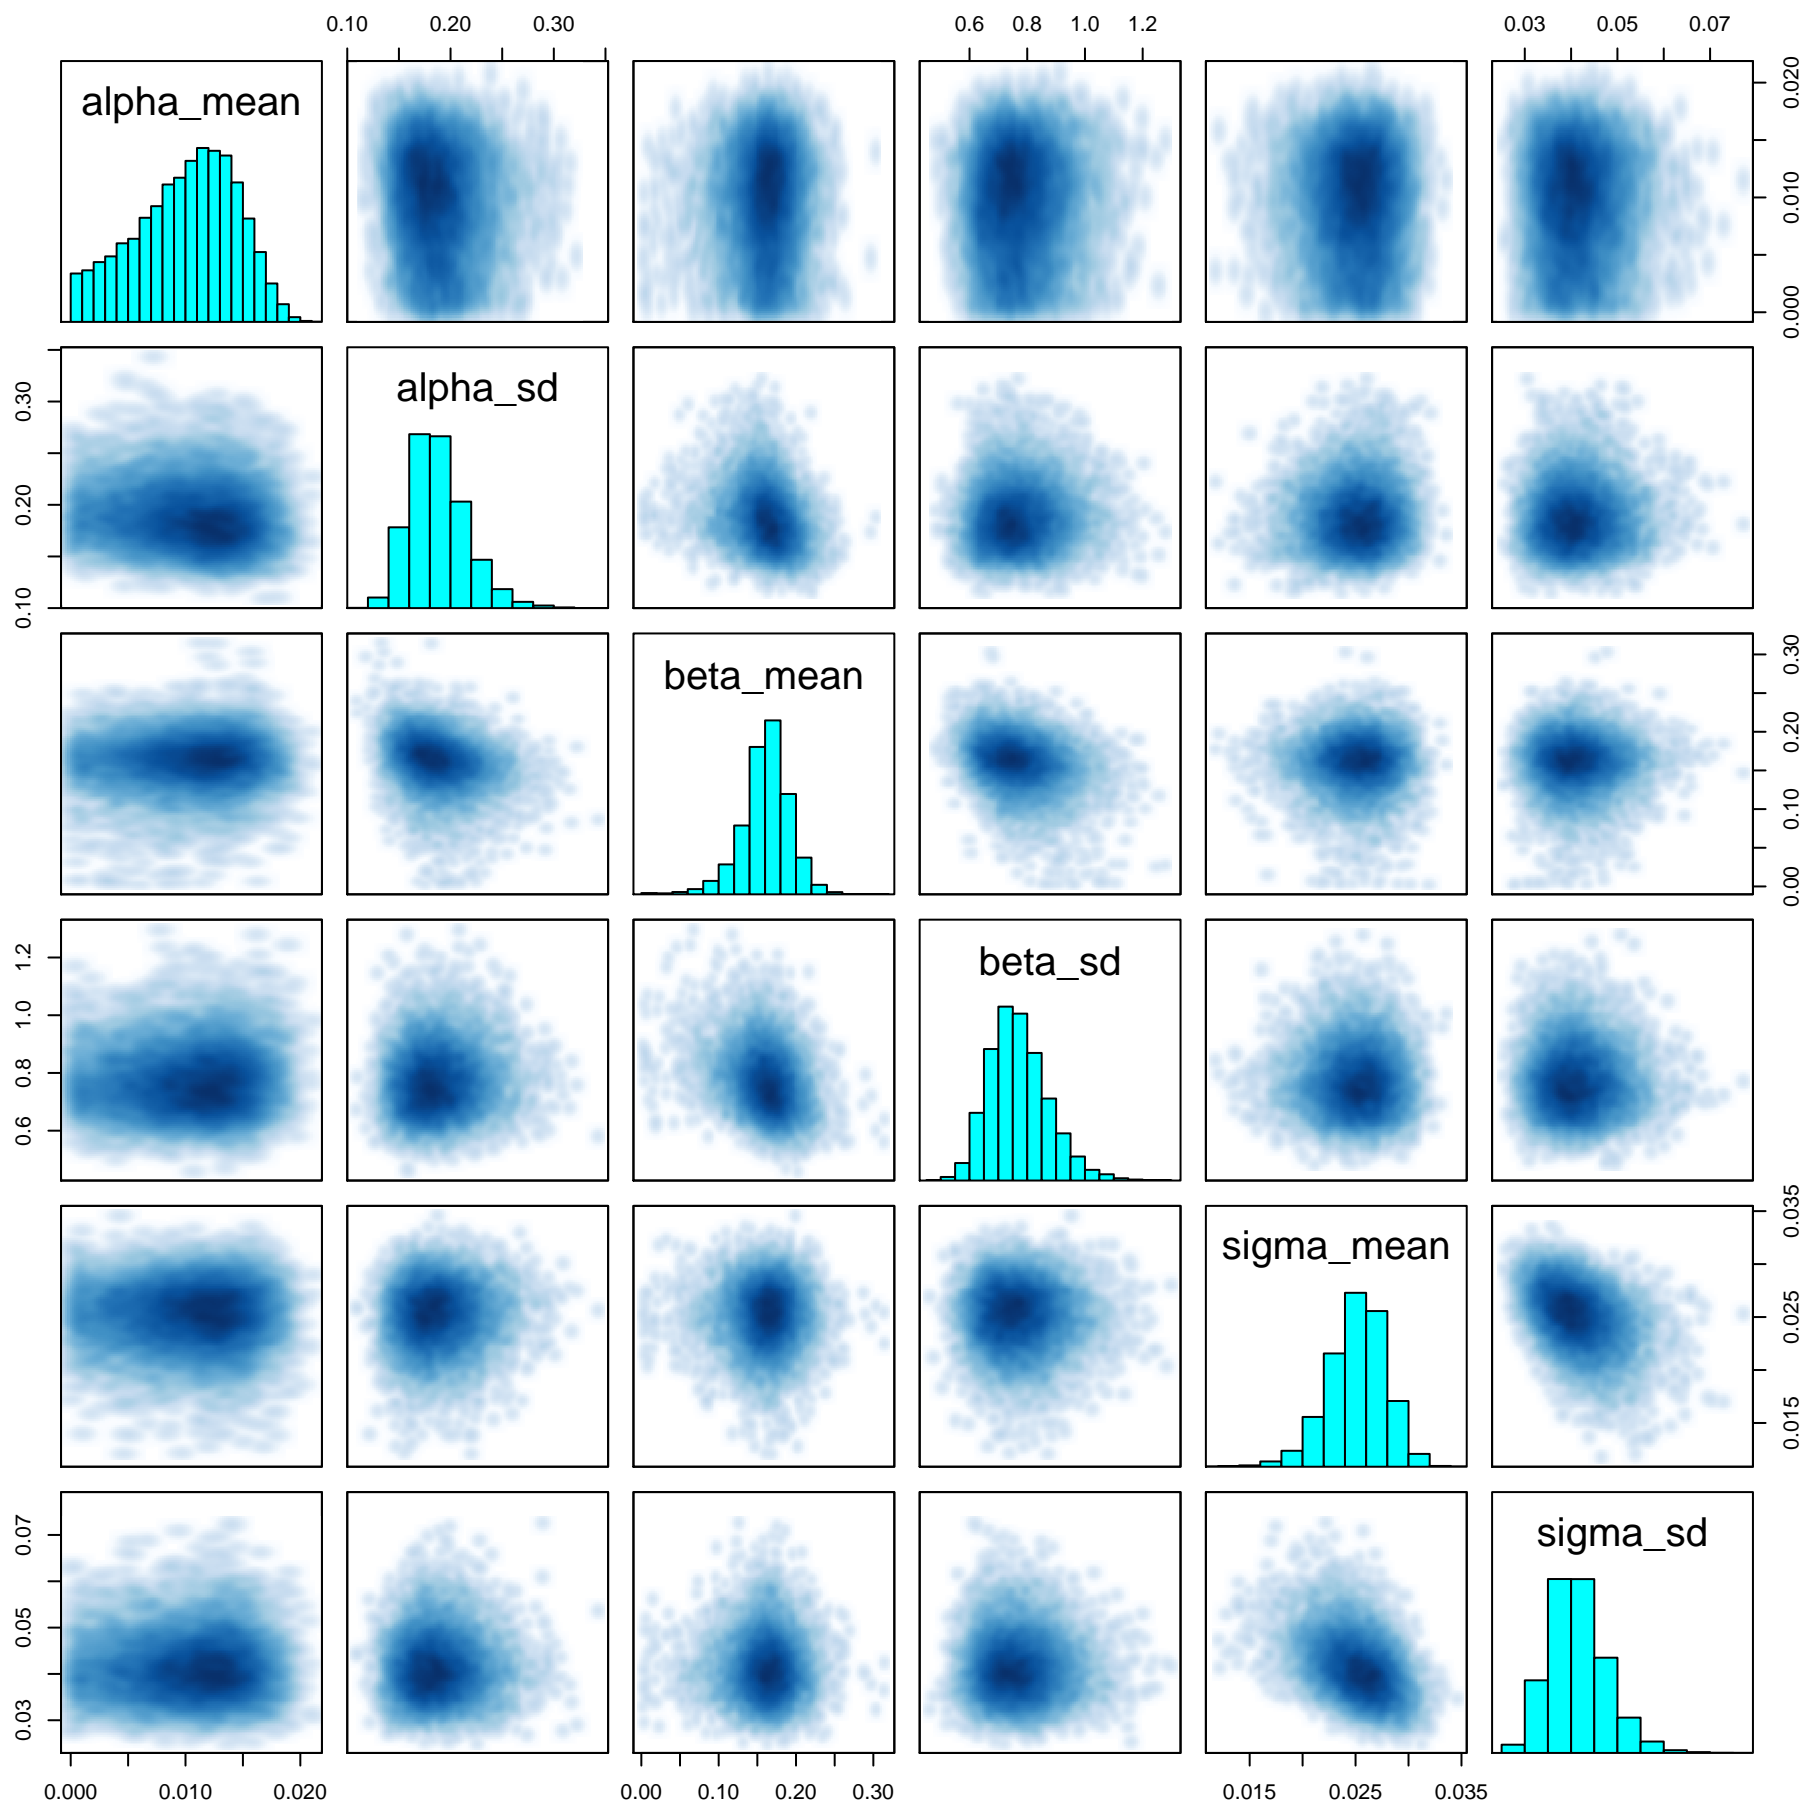 0.10 0.20 0.30 0.6 0.8 1.0 1.2 0.03 0.05 0.07
alpha_mean
0.000 0.010 0.020
alpha_sd
0.10 0.20 0.30
beta_mean
0.00 0.10 0.20 0.30
beta_sd
0.6 0.8 1.0 1.2
sigma_mean
0.015 0.025 0.035
sigma_sd
0.03 0.05 0.07
0.000 0.010 0.020 0.00 0.10 0.20 0.30 0.015 0.025 0.035